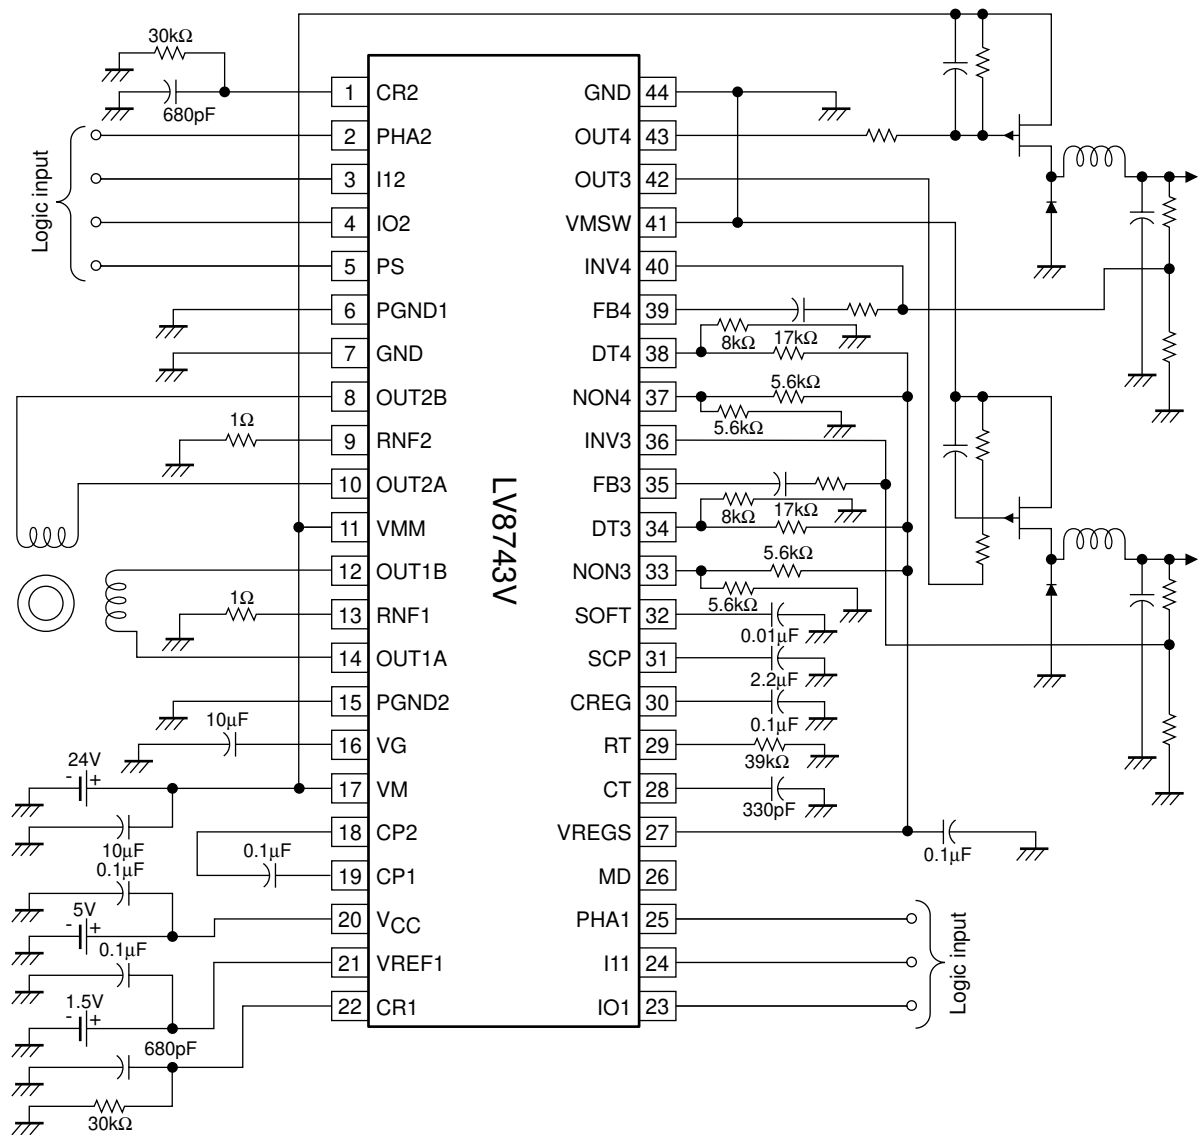 30kΩ
680pF
Logic input
1 CR2
2 PHA2
3 I12
4 IO2
5 PS
6 PGND1
7 GND
8 OUT2B
1Ω
9 RNF2
10 OUT2A
11 VMM
12 OUT1B
1Ω
13 RNF1
14 OUT1A
15 PGND2
10μF
16 VG
24V
- +
17 VM
10μF
18 CP2
0.1μF
19 CP1
0.1μF
5V
- +
20 VCC
0.1μF
21 VREF1
1.5V
- +
22 CR1
680pF
30kΩ
LV8743V
GND 44
OUT4 43
OUT3 42
VMSW 41
INV4 40
FB4 39
8kΩ
17kΩ
DT4 38
5.6kΩ
NON4 37
5.6kΩ
INV3 36
FB3 35
8kΩ
17kΩ
DT3 34
5.6kΩ
NON3 33
5.6kΩ
SOFT 32
0.01μF
SCP 31
2.2μF
CREG 30
0.1μF
RT 29
39kΩ
CT 28
330pF
VREGS 27
0.1μF
MD 26
PHA1 25
I11 24
IO1 23
Logic input